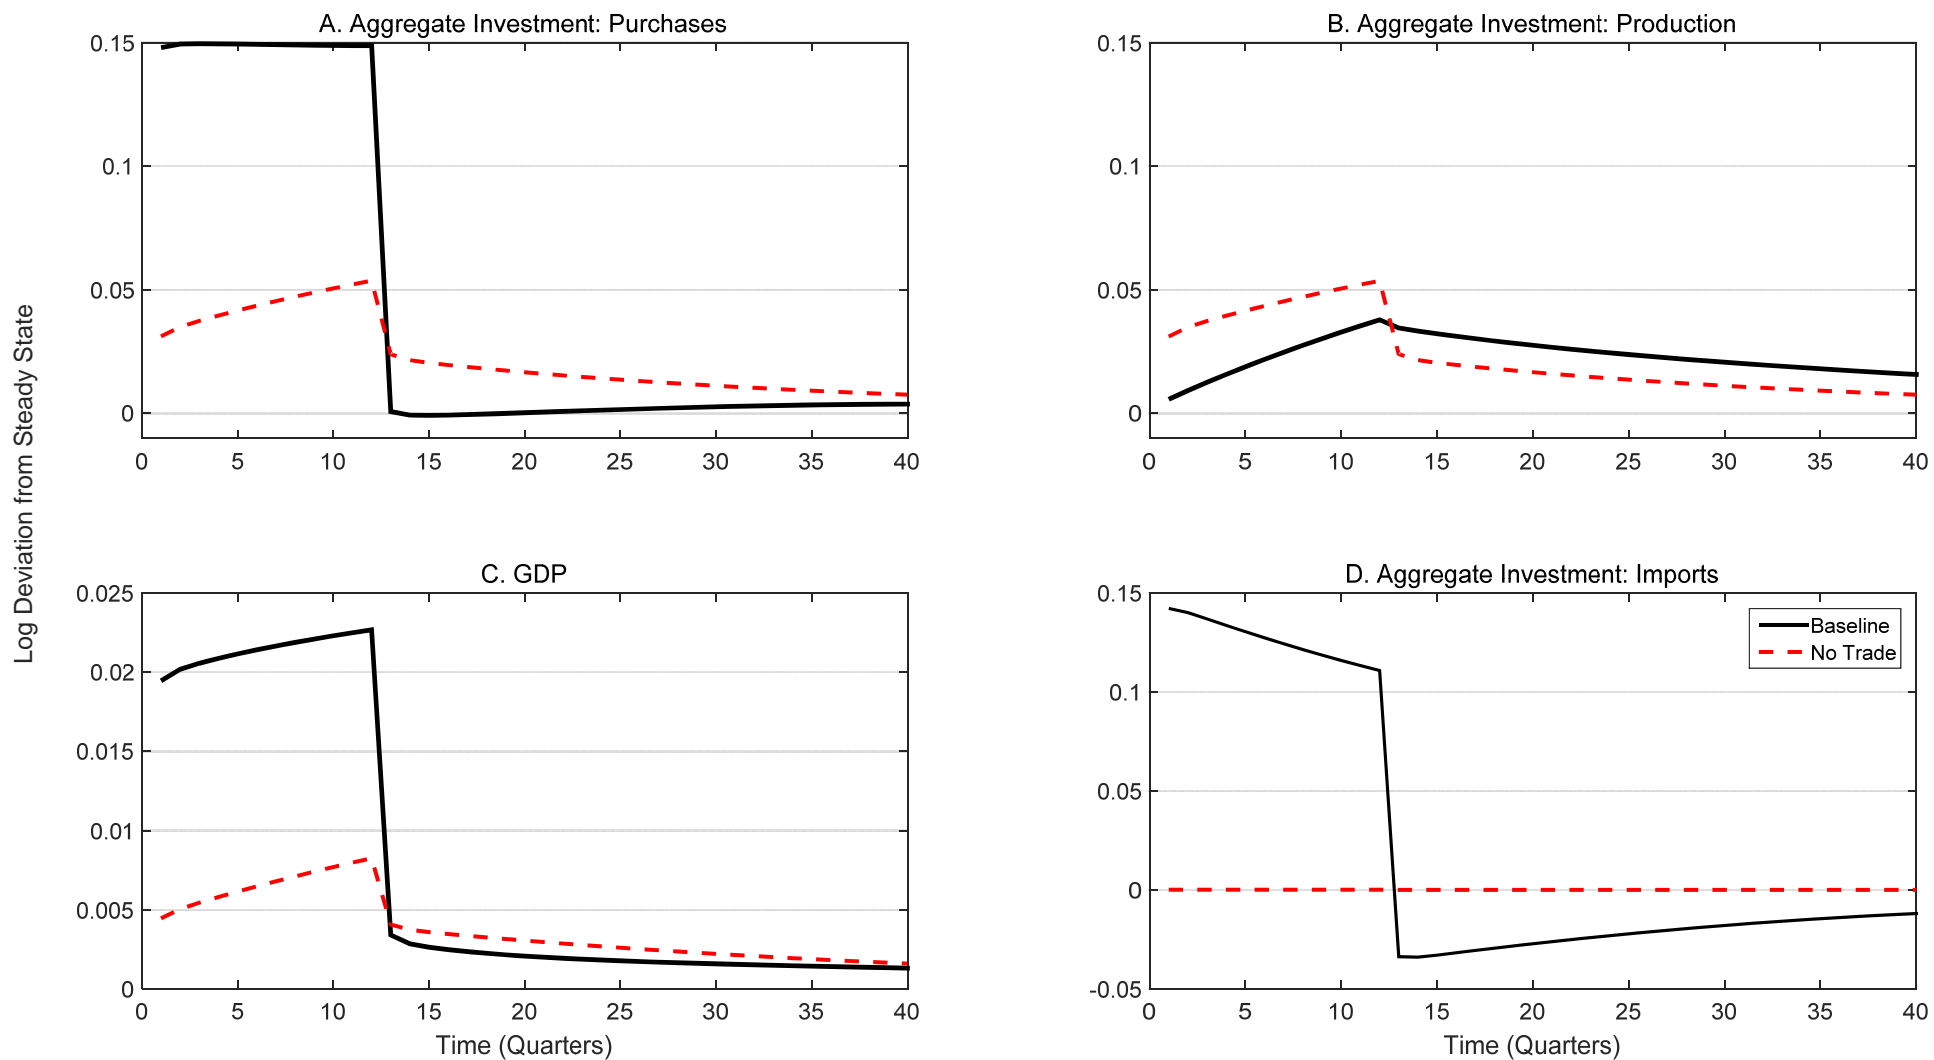 A. Aggregate Investment: Purchases
0.15
0.1
0.05
0
0 5 10 15 20 25 30 35 40
B. Aggregate Investment: Production
0.15
0.1
0.05
0
0 5 10 15 20 25 30 35 40
Log Deviation from Steady State
C. GDP
0.025
0.02
0.015
0.01
0.005
0
0 5 10 15 20 25 30 35 40
Time (Quarters)
D. Aggregate Investment: Imports
0.15
0.1
0.05
0
-0.05
0 5 10 15 20 25 30 35 40
Time (Quarters)
Baseline
No Trade